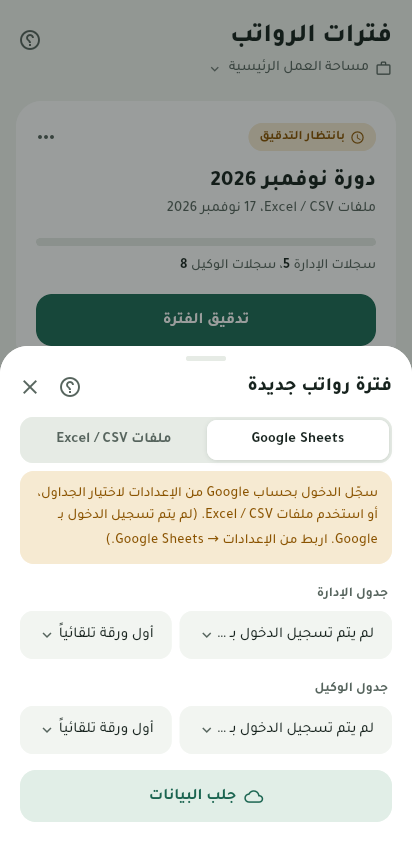 فترات الرواتب
مساحة العمل الرئيسية
بانتظار التدقيق
دورة نوفمبر 2026
ملفات Excel / CSV، 17 نوفمبر 2026
سجلات الإدارة 5، سجلات الوكيل 8
تدقيق الفترة
فترة رواتب جديدة
Google Sheets
ملفات Excel / CSV
سجّل الدخول بحساب Google من الإعدادات لاختيار الجداول،
أو استخدم ملفات Excel / CSV. (لم يتم تسجيل الدخول بـ
Google. اربط من الإعدادات → Google Sheets.)
جدول الإدارة
لم يتم تسجيل الدخول بـ ...
أول ورقة تلقائياً
جدول الوكيل
لم يتم تسجيل الدخول بـ ...
أول ورقة تلقائياً
جلب البيانات